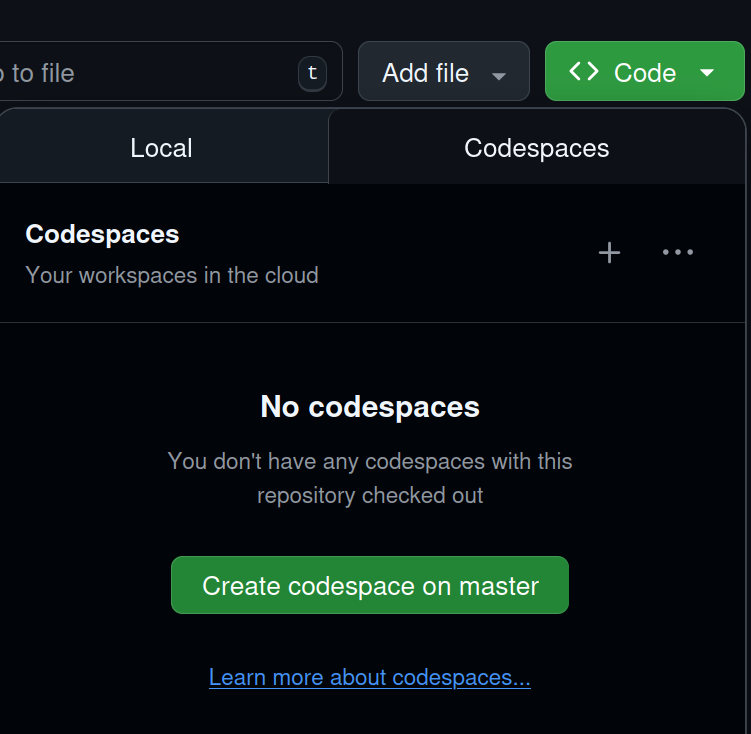 to file t Add file Code
Local Codespaces
Codespaces
Your workspaces in the cloud
No codespaces
You don't have any codespaces with this
repository checked out
Create codespace on master
Learn more about codespaces...